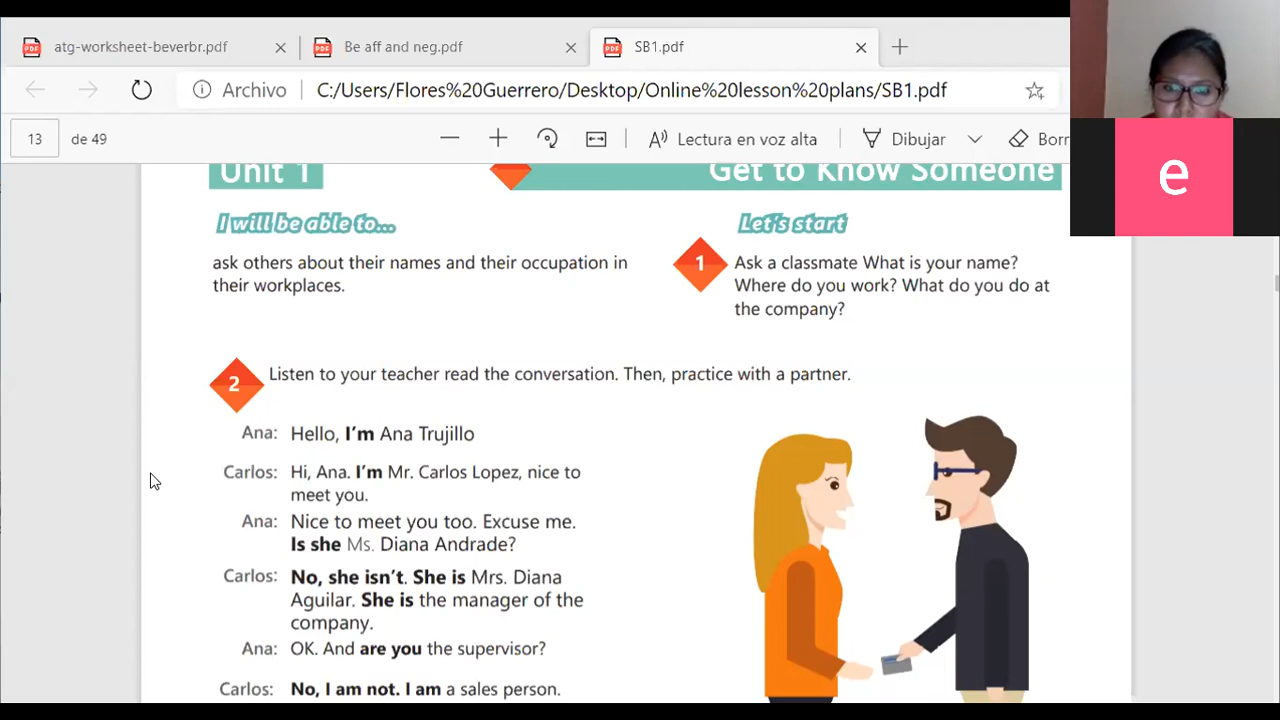 atg-worksheet-beverbr.pdf
Be aff and neg.pdf
SB1.pdf
Archivo
C:/Users/Flores%20Guerrero/Desktop/Online%20lesson%20plans/SB1.pdf
13
de 49
Lectura en voz alta
Dibujar
Borr
Unit 1
Get to Know Someone
I will be able to...
ask others about their names and their occupation in
their workplaces.
Let's start
1
Ask a classmate What is your name?
Where do you work? What do you do at
the company?
2
Listen to your teacher read the conversation. Then, practice with a partner.
Ana: Hello, I'm Ana Trujillo
Carlos: Hi, Ana. I'm Mr. Carlos Lopez, nice to
meet you.
Ana: Nice to meet you too. Excuse me.
Is she Ms. Diana Andrade?
Carlos: No, she isn't. She is Mrs. Diana
Aguilar. She is the manager of the
company.
Ana: OK. And are you the supervisor?
Carlos: No, I am not. I am a sales person.
e